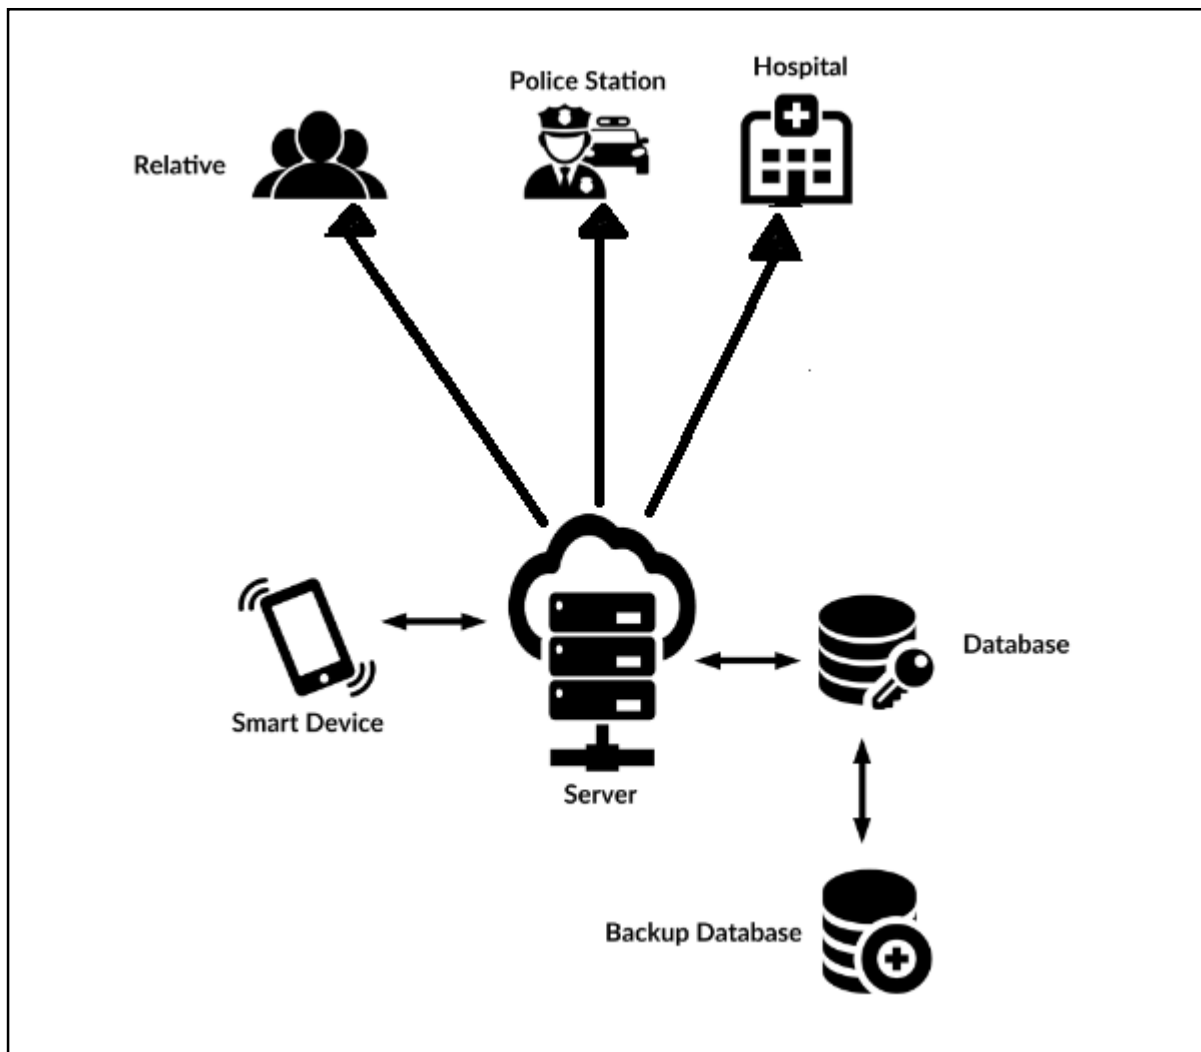 Hospital
Police Station
Relative
Smart Device
Database
Server
Backup Database